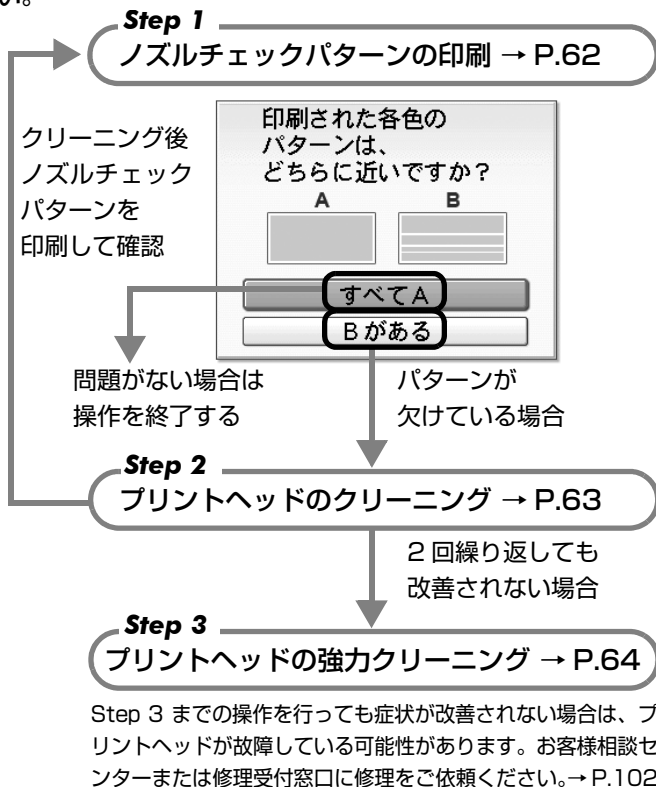 い。
Step 1
ノズルチェックパターンの印刷 → P.62
クリーニング後
ノズルチェック
パターンを
印刷して確認
印刷された各色の
パターンは、
どちらに近いですか？
A B
すべてA
Bがある
問題がない場合は
操作を終了する
パターンが
欠けている場合
Step 2
プリントヘッドのクリーニング → P.63
2 回繰り返しても
改善されない場合
Step 3
プリントヘッドの強力クリーニング → P.64
Step 3 までの操作を行っても症状が改善されない場合は、プ
リントヘッドが故障している可能性があります。お客様相談セ
ンターまたは修理受付窓口に修理をご依頼ください。→ P.102